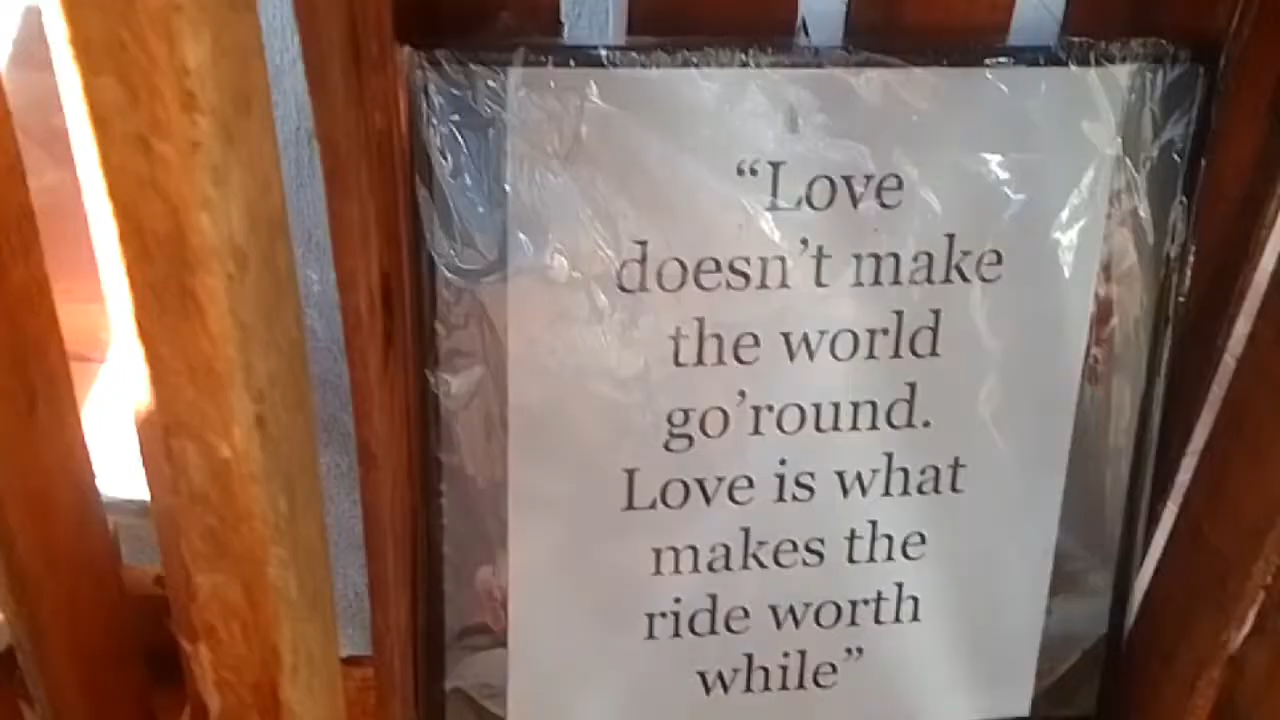 “Love
doesn’t make
the world
go’round.
Love is what
makes the
ride worth
while”